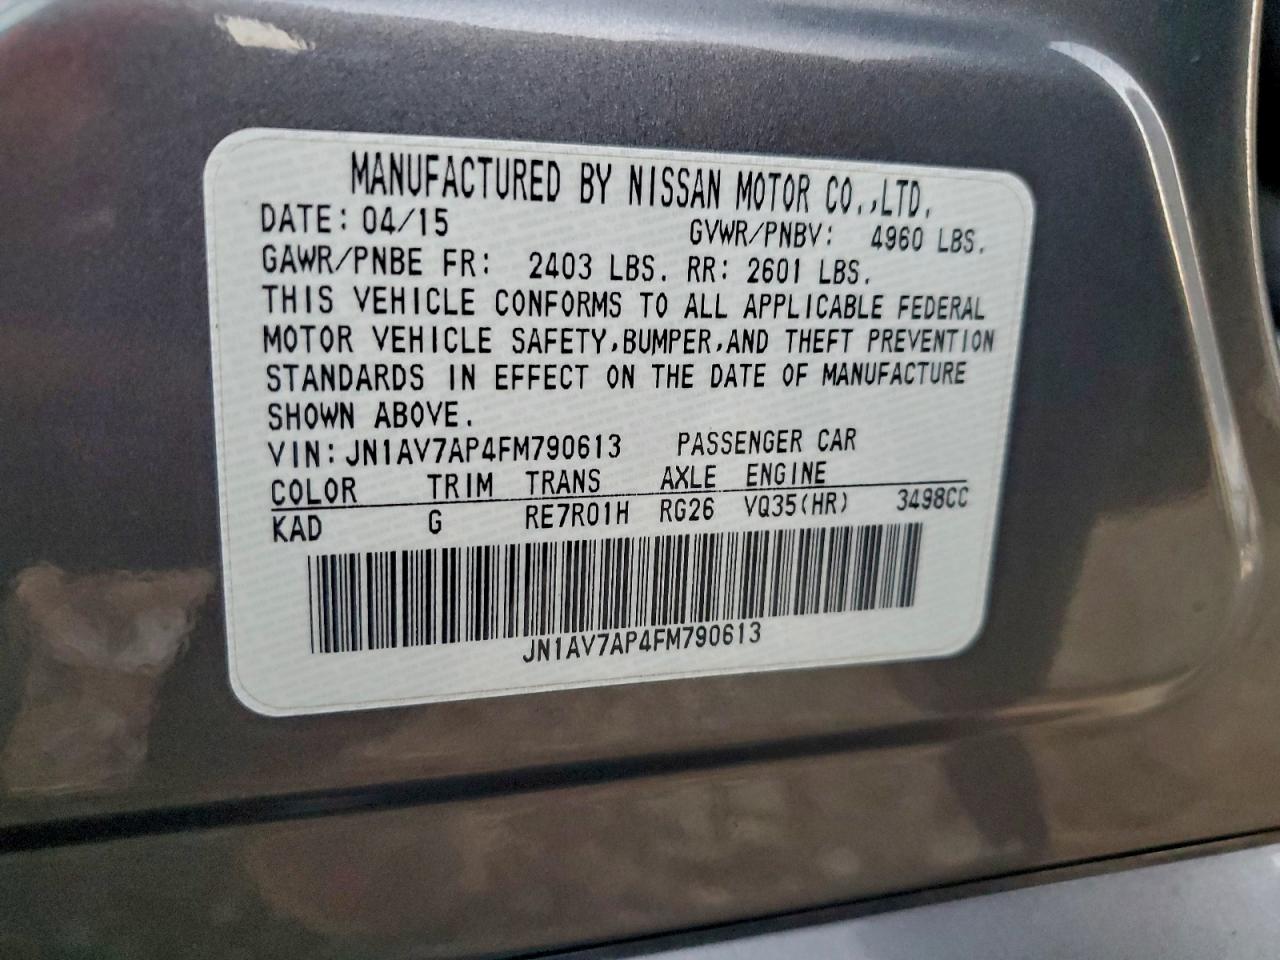 MANUFACTURED BY NISSAN MOTOR CO.,LTD.
DATE: 04/15 GVWR/PNBV: 4960 LBS.
GAWR/PNBE FR: 2403 LBS. RR: 2601 LBS.
THIS VEHICLE CONFORMS TO ALL APPLICABLE FEDERAL
MOTOR VEHICLE SAFETY,BUMPER,AND THEFT PREVENTION
STANDARDS IN EFFECT ON THE DATE OF MANUFACTURE
SHOWN ABOVE.
VIN: JN1AV7AP4FM790613 PASSENGER CAR
COLOR TRIM TRANS AXLE ENGINE
KAD G RE7R01H RG26 VQ35(HR) 3498CC
JN1AV7AP4FM790613